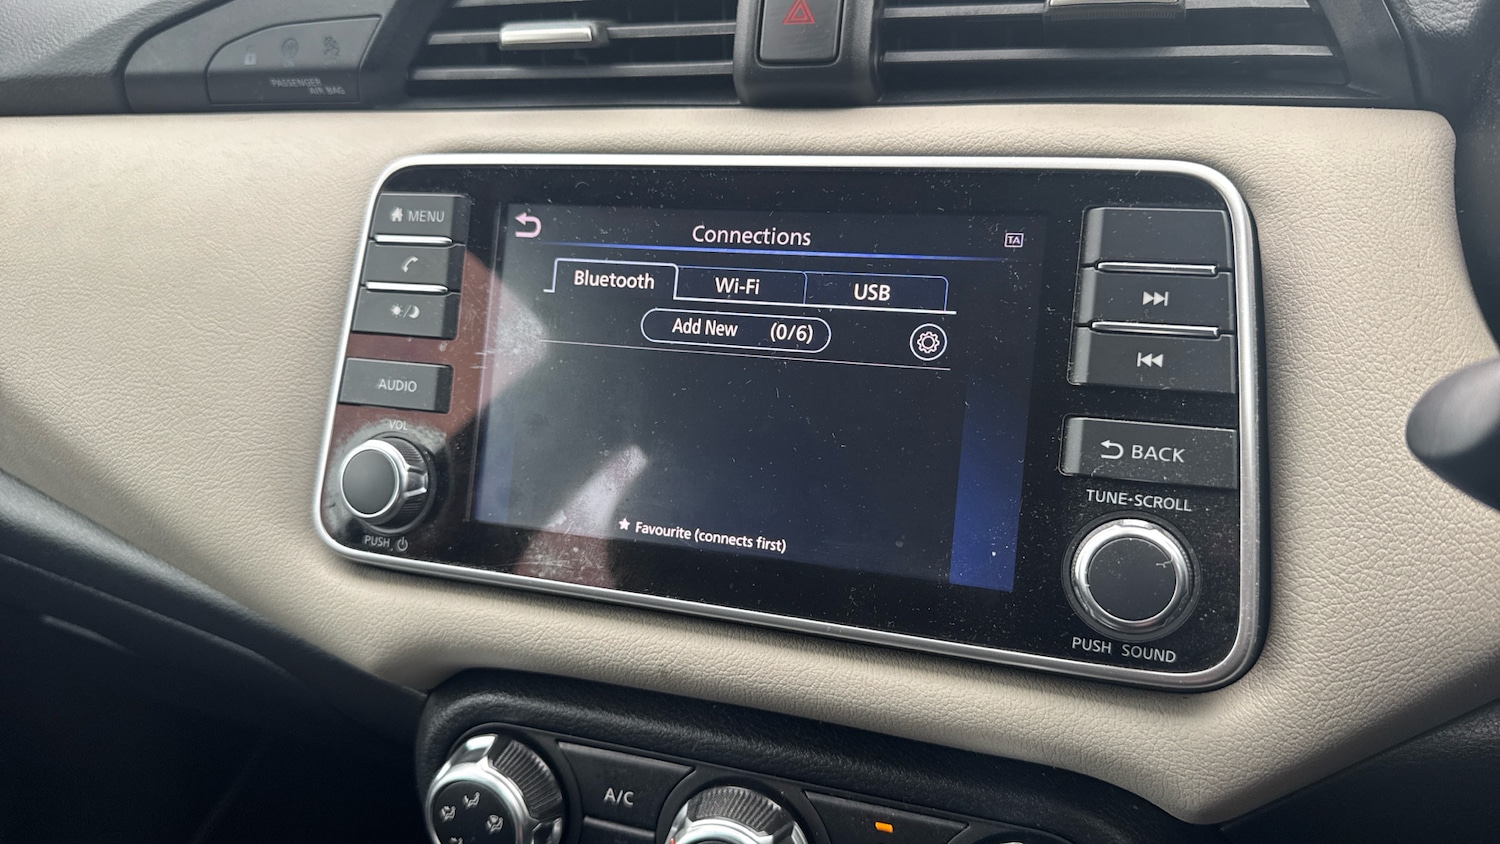 PASSENGER
AIR BAG
MENU
Connections
TA
Bluetooth
Wi-Fi
USB
Add New (0/6)
AUDIO
VOL
BACK
TUNE-SCROLL
Favourite (connects first)
PUSH
PUSH SOUND
A/C